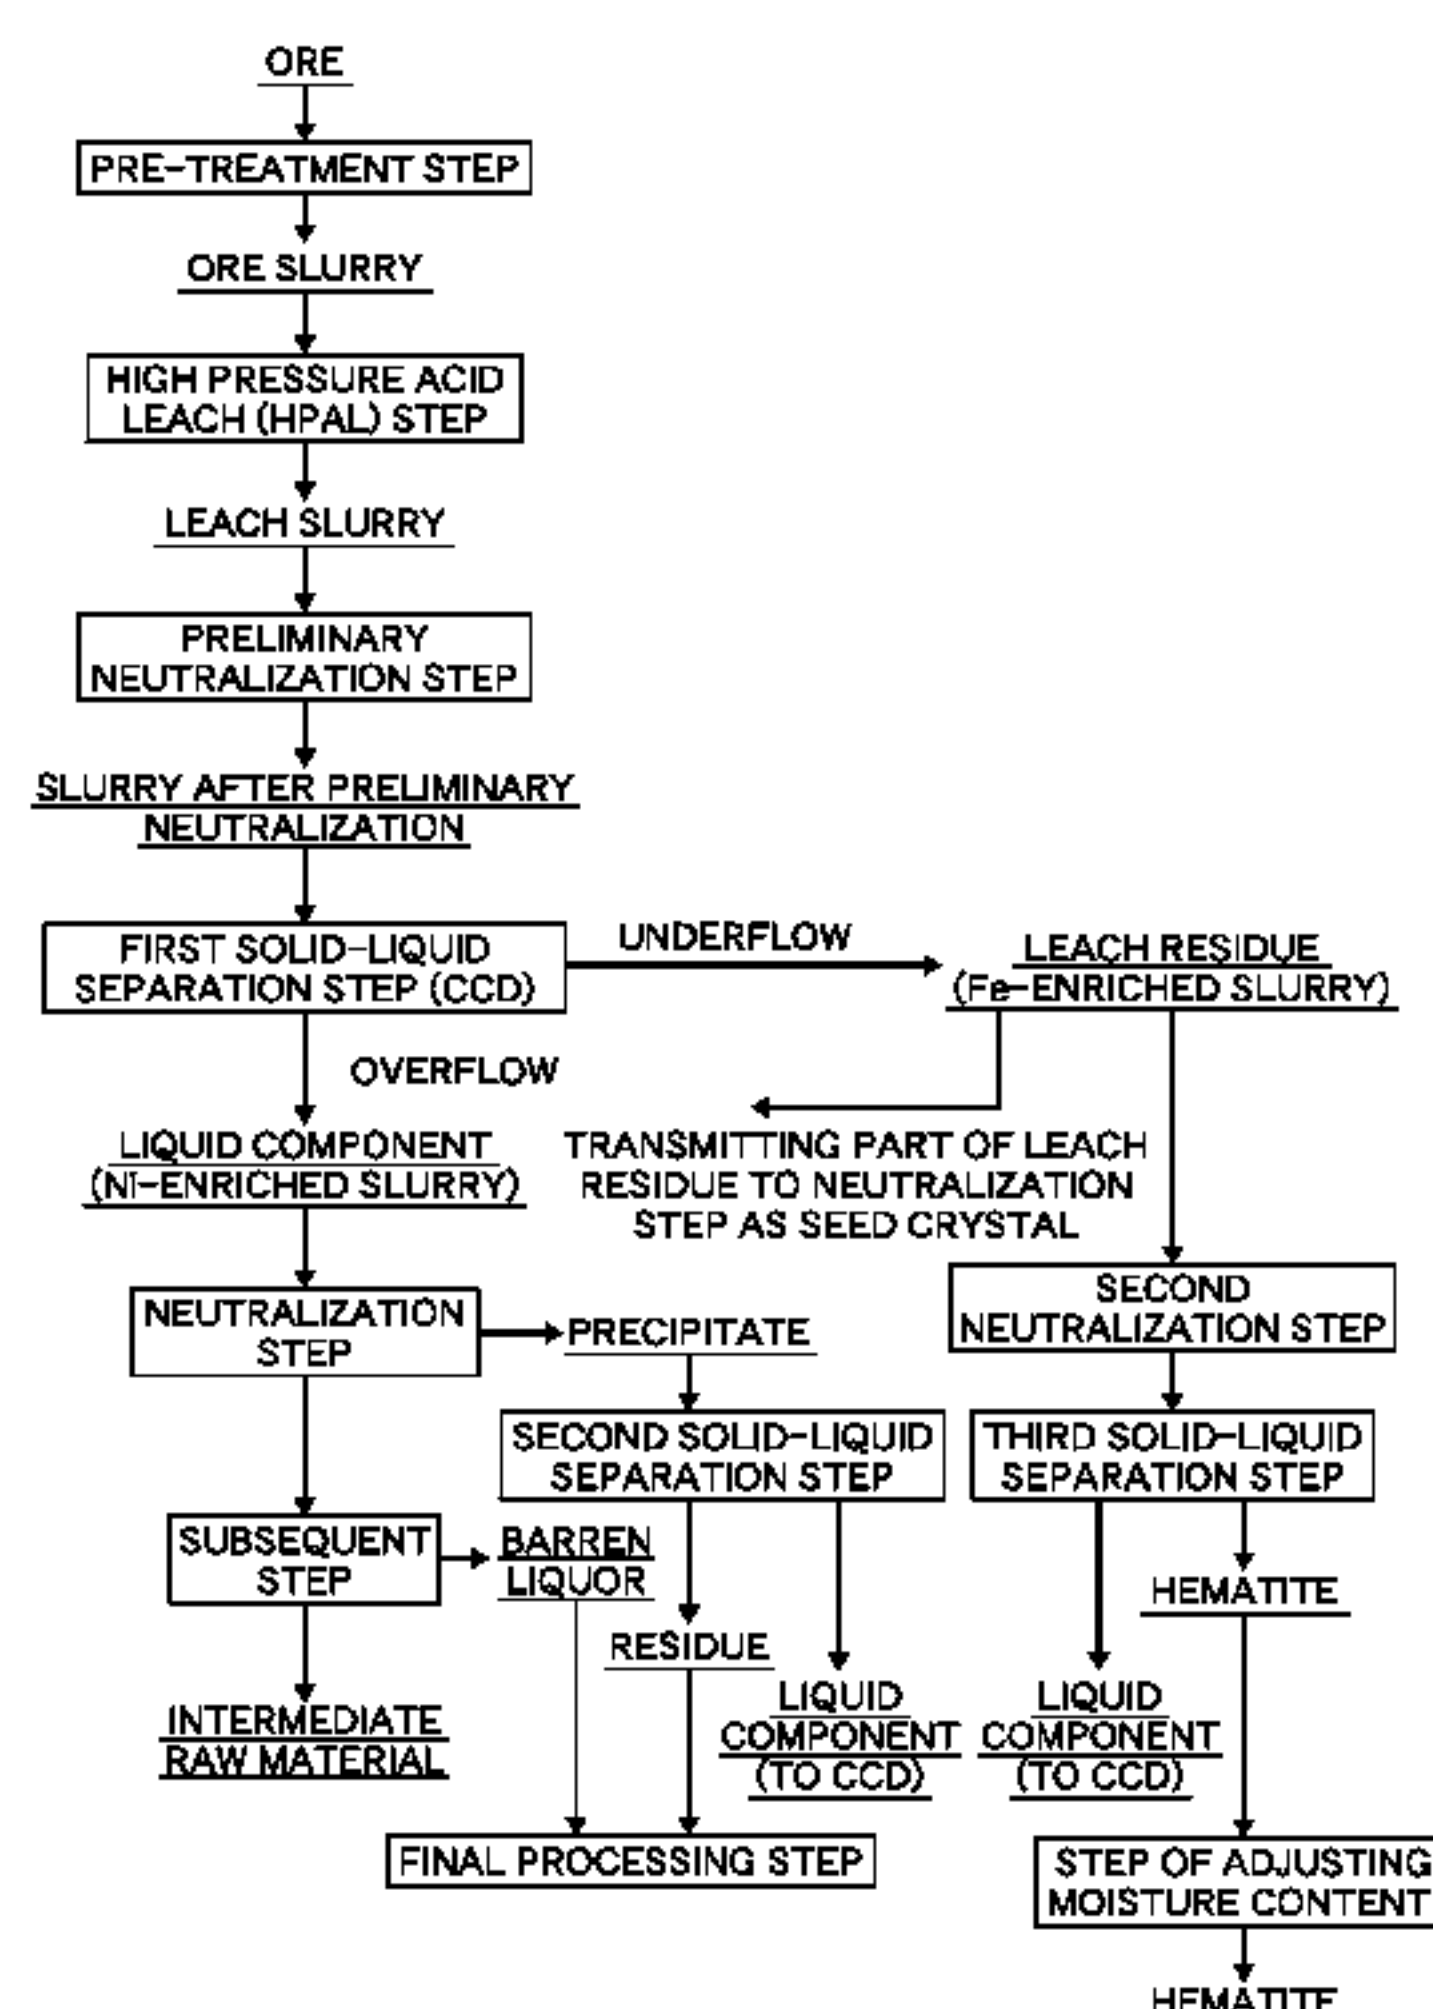 ORE
PRE-TREATMENT STEP
ORE SLURRY
HIGH PRESSURE ACID
LEACH (HPAL) STEP
LEACH SLURRY
PRELIMINARY
NEUTRALIZATION STEP
SLURRY AFTER PRELIMINARY
NEUTRALIZATION
FIRST SOLID-LIQUID
SEPARATION STEP (CCD)
UNDERFLOW
LEACH RESIDUE
(Fe-ENRICHED SLURRY)
OVERFLOW
LIQUID COMPONENT
(Ni-ENRICHED SLURRY)
TRANSMITTING PART OF LEACH
RESIDUE TO NEUTRALIZATION
STEP AS SEED CRYSTAL
NEUTRALIZATION
STEP
PRECIPITATE
SECOND
NEUTRALIZATION STEP
SECOND SOLID-LIQUID
SEPARATION STEP
THIRD SOLID-LIQUID
SEPARATION STEP
SUBSEQUENT
STEP
BARREN
LIQUOR
RESIDUE
HEMATITE
INTERMEDIATE
RAW MATERIAL
LIQUID
COMPONENT
(TO CCD)
LIQUID
COMPONENT
(TO CCD)
FINAL PROCESSING STEP
STEP OF ADJUSTING
MOISTURE CONTENT
HEMATITE